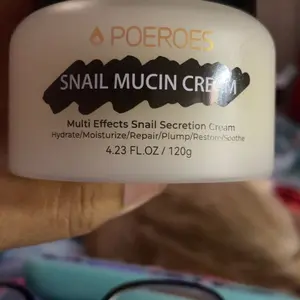 POEROES
SNAIL MUCIN CREAM
Multi Effects Snail Secretion Cream
Hydrate/Moisturize/Repair/Plump/Restore/Soothe
4.23 FL.OZ / 120g